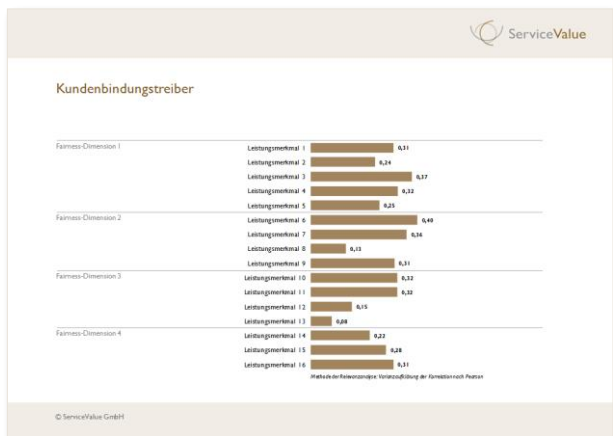 ServiceValue
Kundenbindungstreiber
Fairness-Dimension 1
Leistungsmerkmal 1 0,31
Leistungsmerkmal 2 0,24
Leistungsmerkmal 3 0,37
Leistungsmerkmal 4 0,32
Leistungsmerkmal 5 0,25
Fairness-Dimension 2
Leistungsmerkmal 6 0,40
Leistungsmerkmal 7 0,36
Leistungsmerkmal 8 0,13
Leistungsmerkmal 9 0,31
Fairness-Dimension 3
Leistungsmerkmal 10 0,32
Leistungsmerkmal 11 0,32
Leistungsmerkmal 12 0,15
Leistungsmerkmal 13 0,08
Fairness-Dimension 4
Leistungsmerkmal 14 0,22
Leistungsmerkmal 15 0,28
Leistungsmerkmal 16 0,31
Methode der Relevanzanalyse: Varianzaufklärung der Korrelation nach Pearson
© ServiceValue GmbH